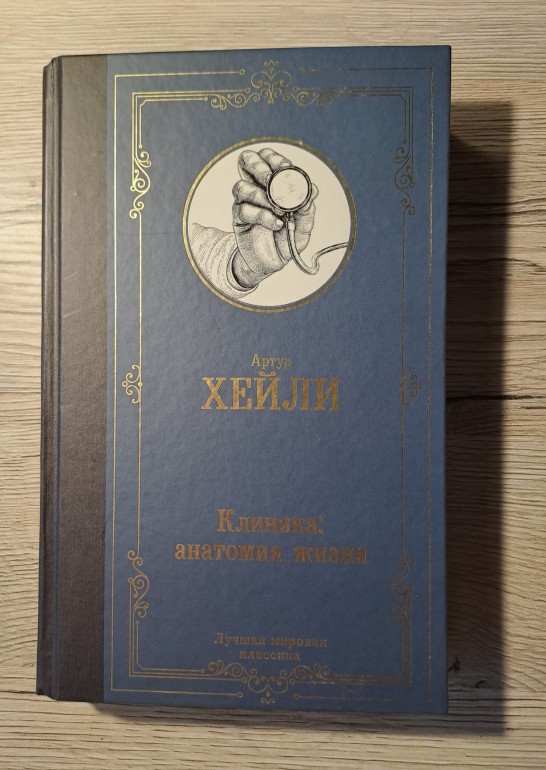 Артур
ХЕЙЛИ
Клиника:
анатомия жизни
Лучшая мировая
классика